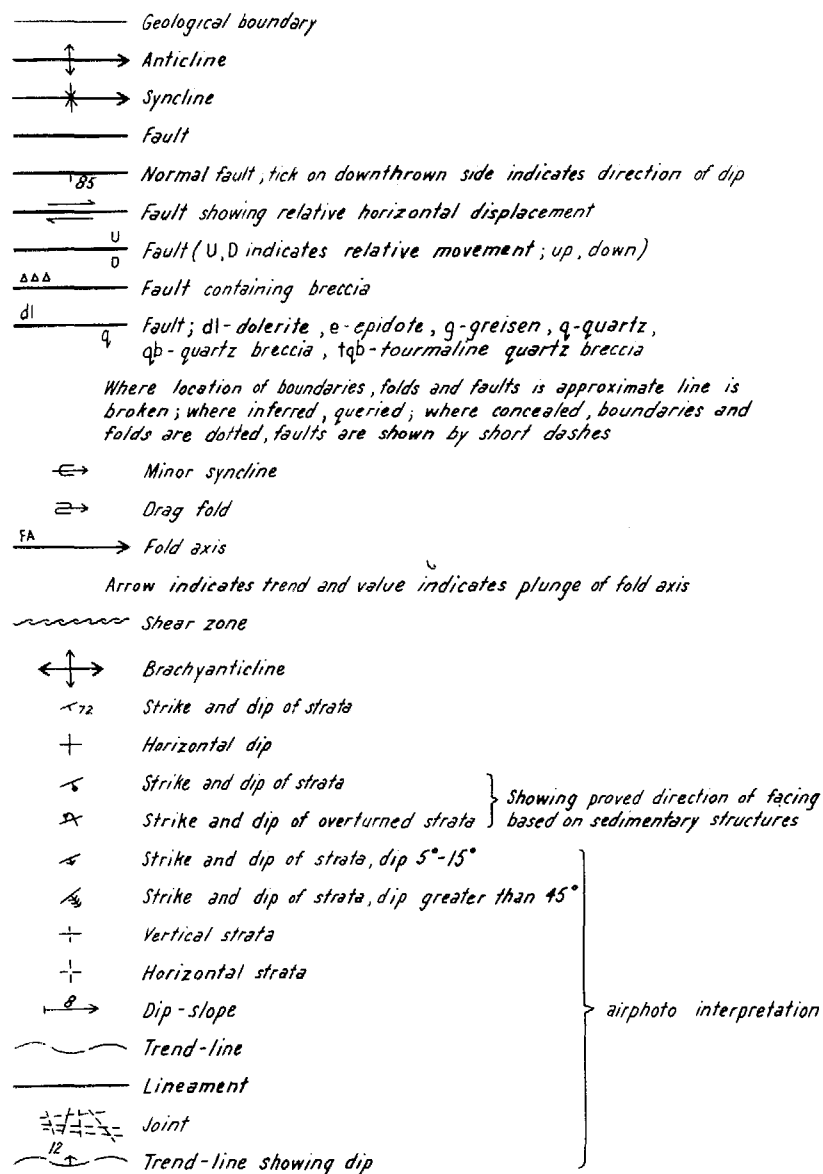 Geological boundary
Anticline
Syncline
Fault
85 Normal fault; tick on downthrown side indicates direction of dip
Fault showing relative horizontal displacement
U
D Fault (U, D indicates relative movement; up, down)
ΔΔΔ Fault containing breccia
dl
q Fault; dl-dolerite, e-epidote, g-greisen, q-quartz,
qb-quartz breccia, tqb-tourmaline quartz breccia
Where location of boundaries, folds and faults is approximate line is
broken; where inferred, queried; where concealed, boundaries and
folds are dotted, faults are shown by short dashes
Minor syncline
Drag fold
FA Fold axis
Arrow indicates trend and value indicates plunge of fold axis
Shear zone
Brachyanticline
72 Strike and dip of strata
Horizontal dip
Strike and dip of strata
Strike and dip of overturned strata
Showing proved direction of facing
based on sedimentary structures
Strike and dip of strata, dip 5°-15°
Strike and dip of strata, dip greater than 45°
Vertical strata
Horizontal strata
8 Dip-slope
airphoto interpretation
Trend-line
Lineament
Joint
12 Trend-line showing dip